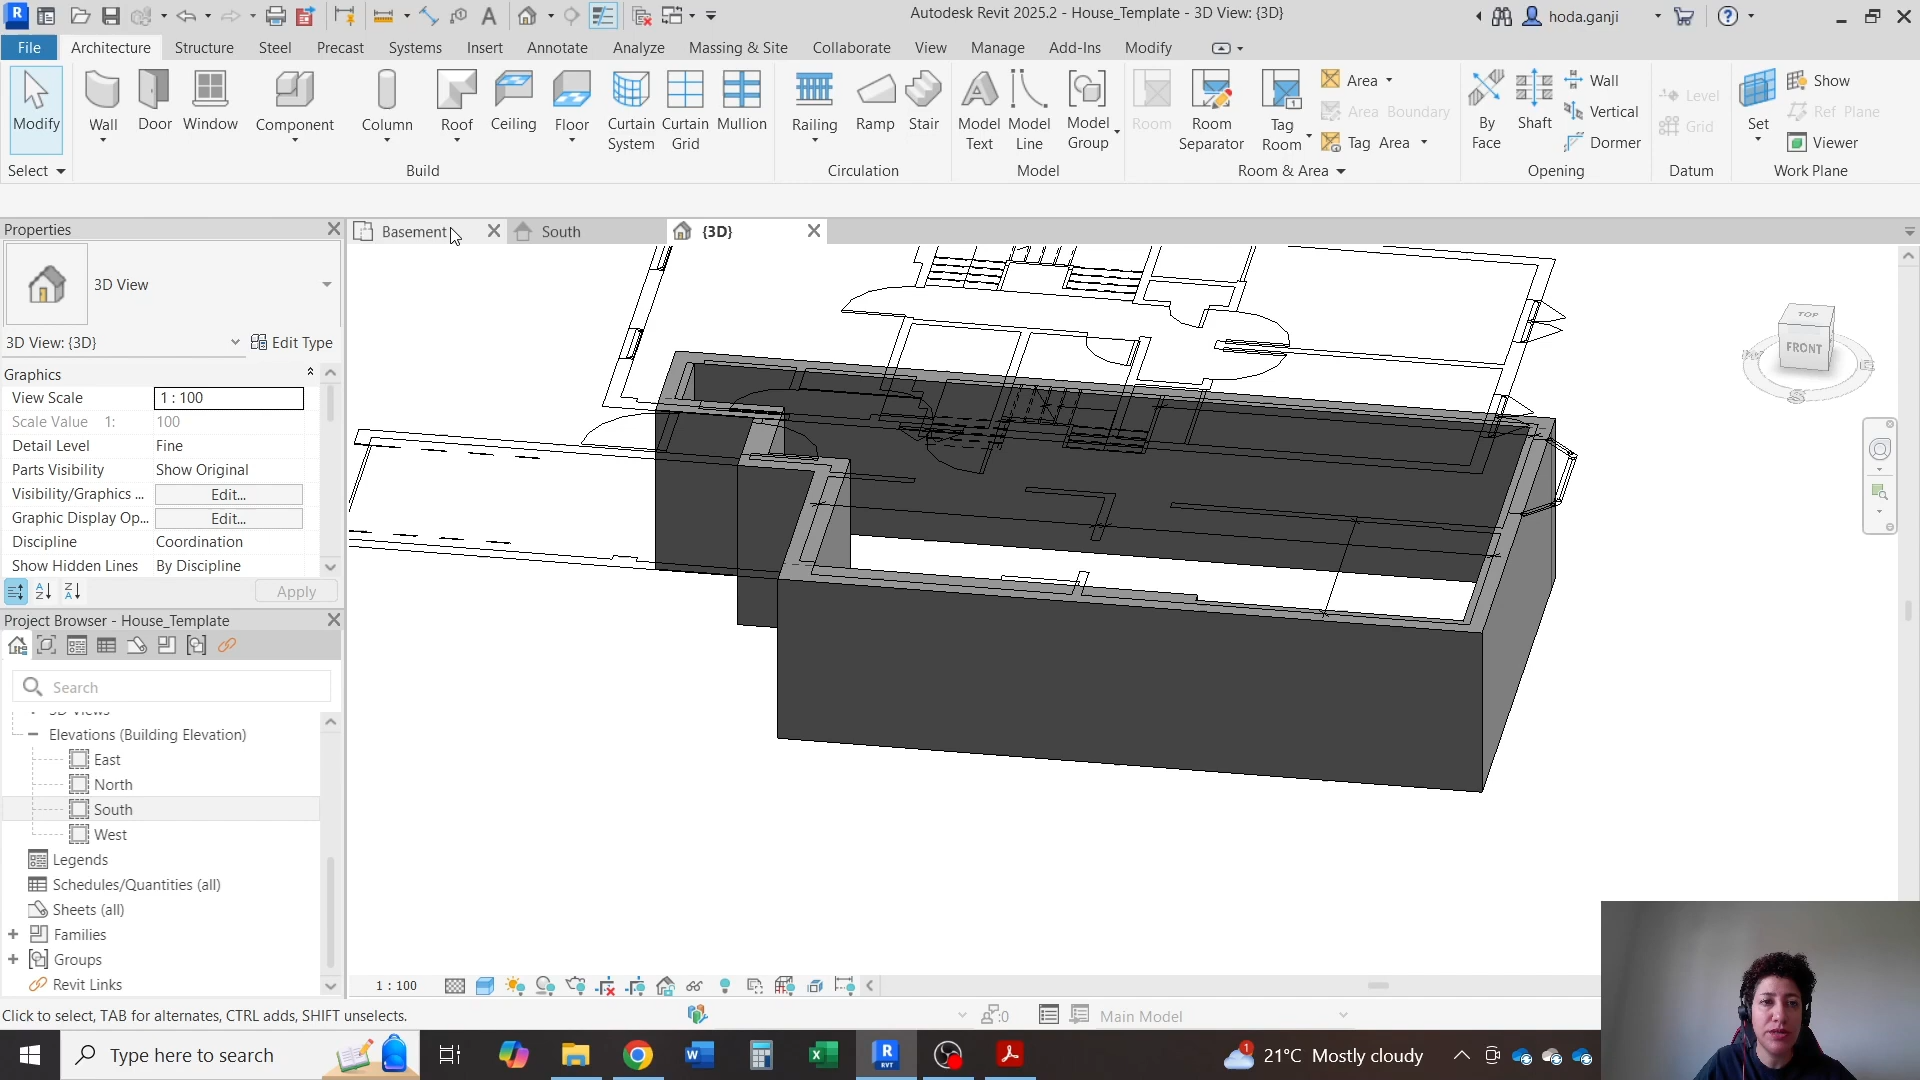 Autodesk Revit 2025.2 - House_Template - 3D View: {3D}
hoda.ganji
File Architecture Structure Steel Precast Systems Insert Annotate Analyze Massing & Site Collaborate View Manage Add-Ins Modify
Modify Wall Door Window Component Column Roof Ceiling Floor Curtain System Curtain Grid Mullion Railing Ramp Stair Model Text Model Line Model Group Room Room Separator Tag Room
Area
Area Boundary
Tag Area
By Face Shaft
Wall
Vertical
Dormer
Level
Grid
Set
Show
Ref Plane
Viewer
Select Build Circulation Model Room & Area Opening Datum Work Plane
Properties
Basement South {3D}
3D View
3D View: {3D} Edit Type
Graphics
View Scale 1 : 100
Scale Value 1: 100
Detail Level Fine
Parts Visibility Show Original
Visibility/Graphics ... Edit...
Graphic Display Op... Edit...
Discipline Coordination
Show Hidden Lines By Discipline
Apply
TOP
FRONT
S
Project Browser - House_Template
Search
3D Views
Elevations (Building Elevation)
East
North
South
West
Legends
Schedules/Quantities (all)
Sheets (all)
Families
Groups
Revit Links
1 : 100
Click to select, TAB for alternates, CTRL adds, SHIFT unselects.
:0
Main Model
Type here to search
21°C Mostly cloudy